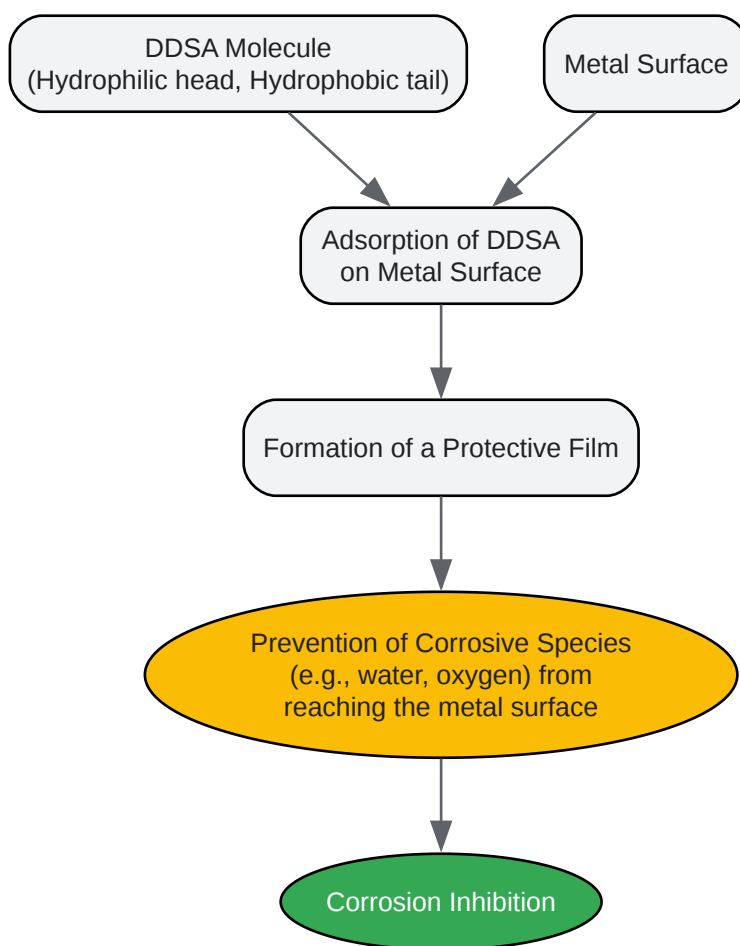 DDSA Molecule
(Hydrophilic head, Hydrophobic tail)
Metal Surface
Adsorption of DDSA
on Metal Surface
Formation of a Protective Film
Prevention of Corrosive Species
(e.g., water, oxygen) from
reaching the metal surface
Corrosion Inhibition